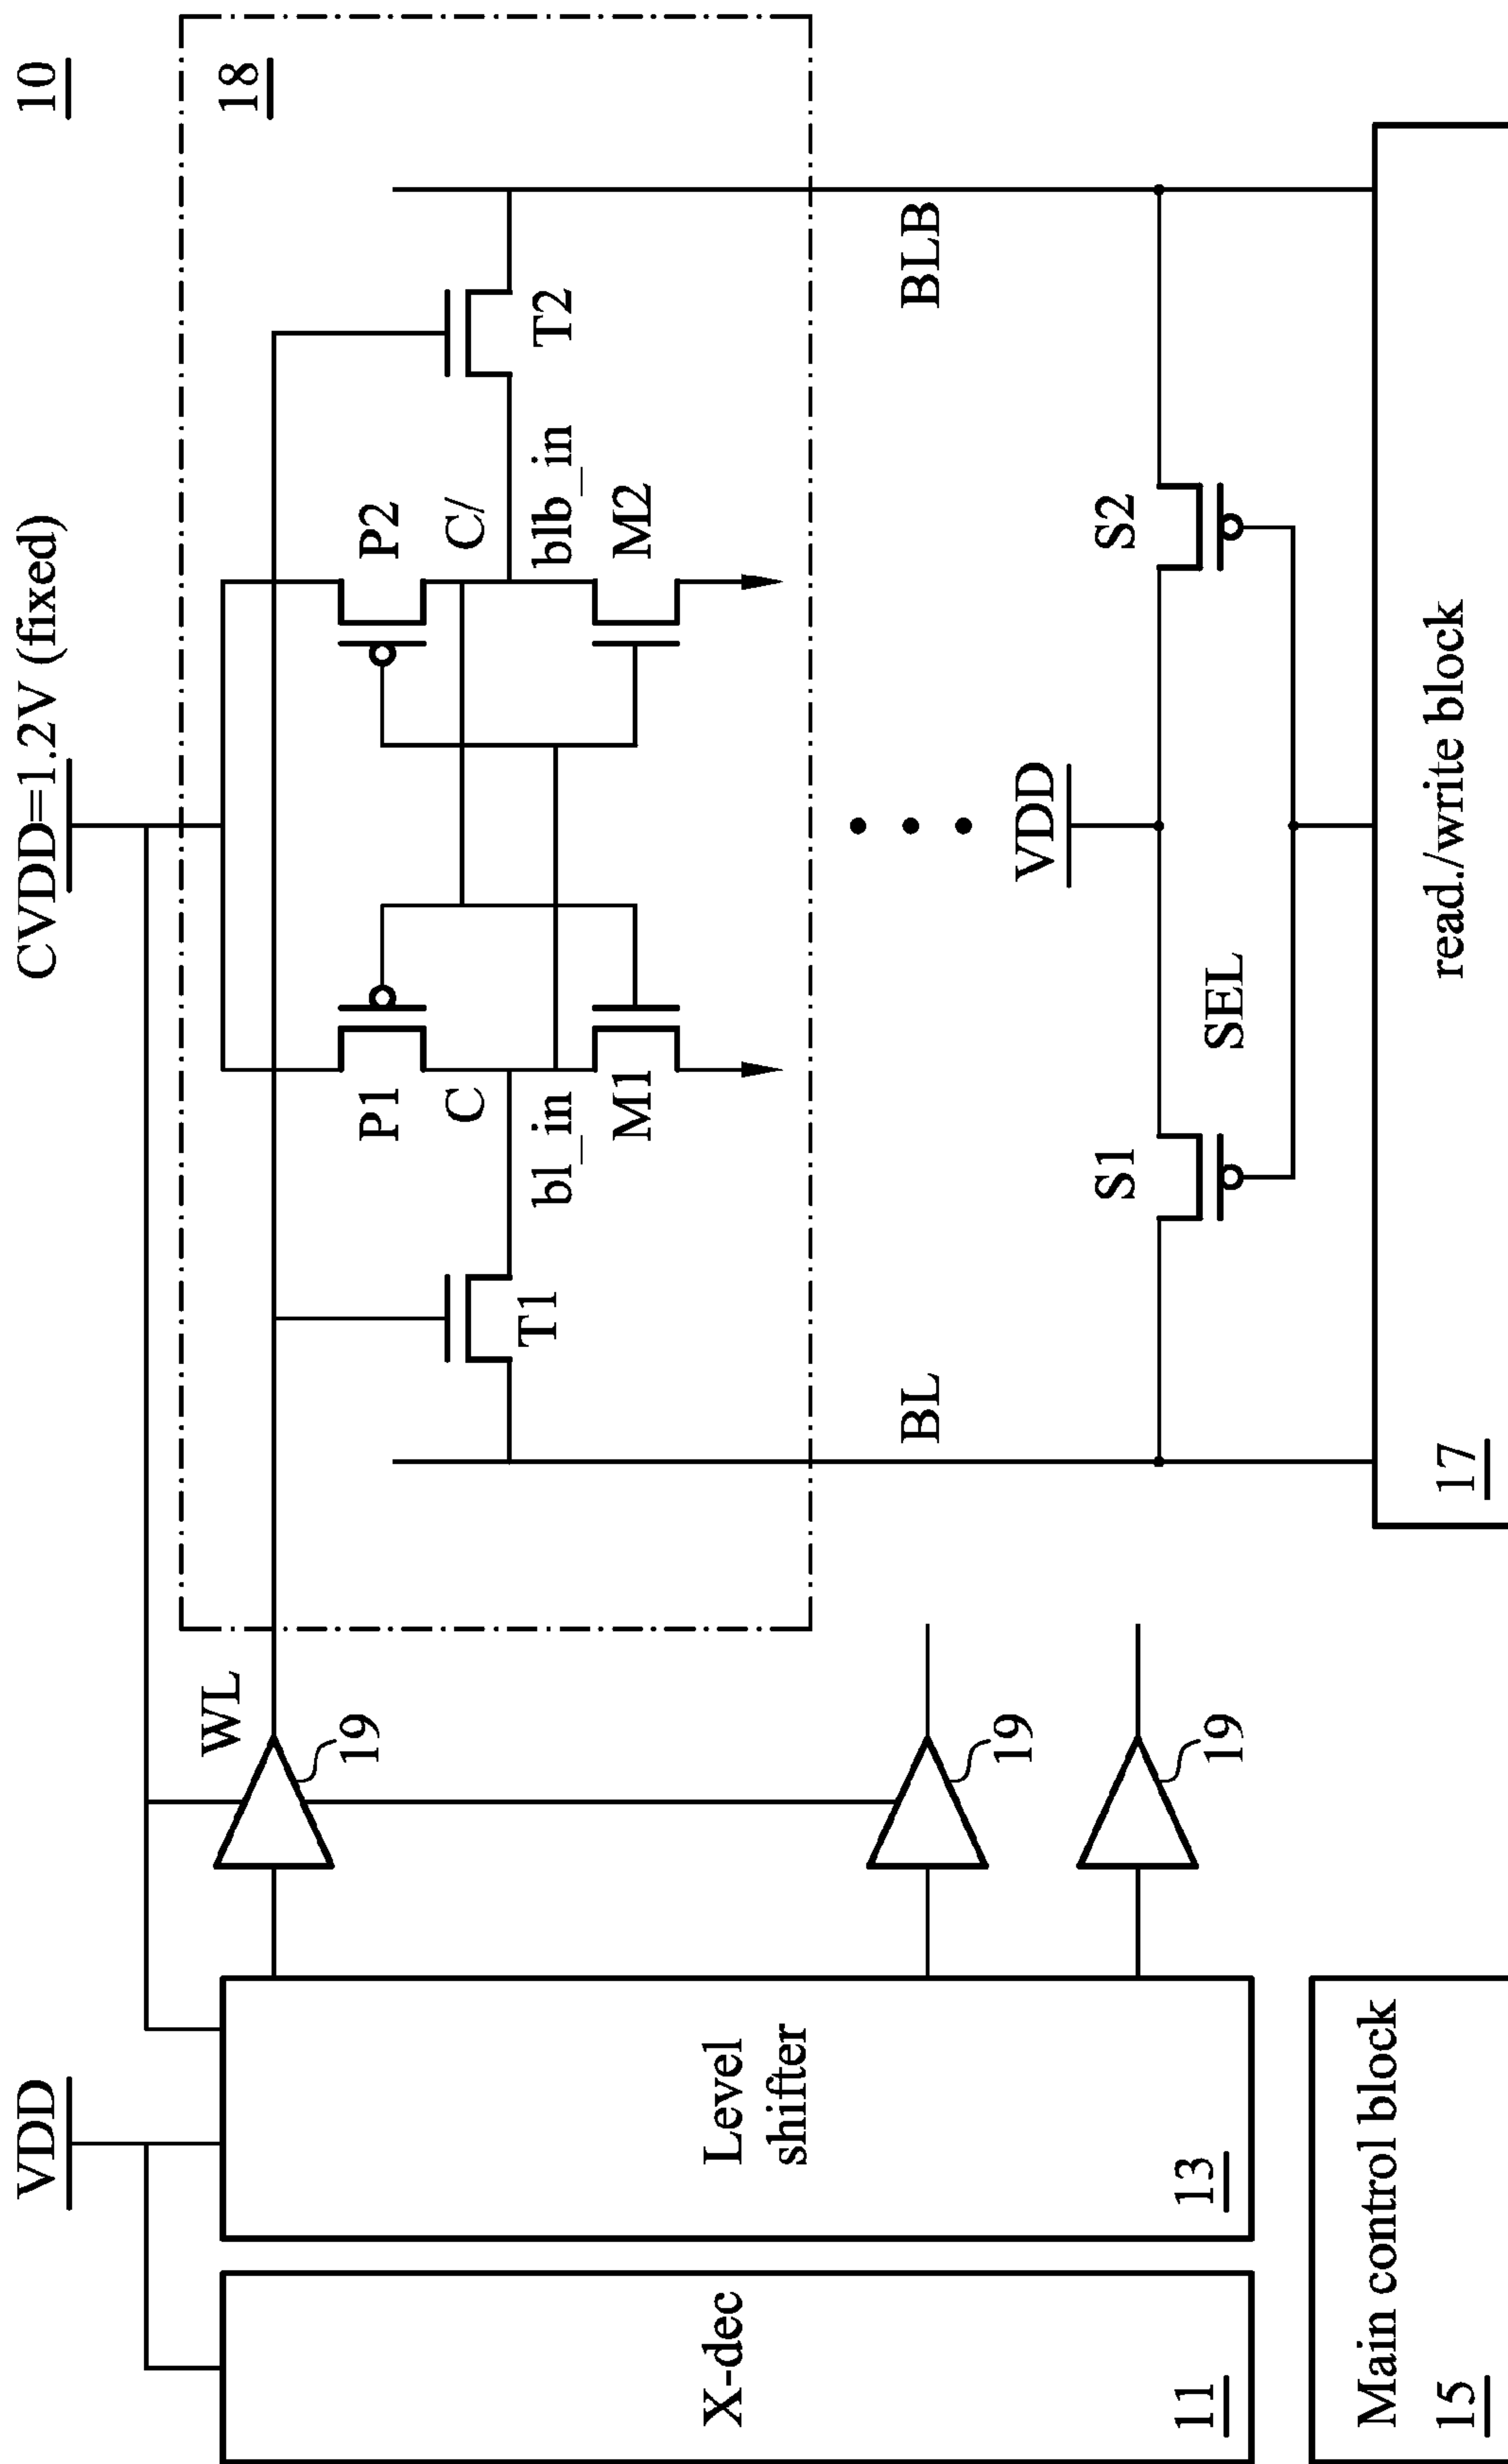 10
VDD
CVDD=1.2V (fixed)
18
WL
19
P1
P2
C
C/
bl_in
blb_in
T1
T2
M1
M2
X-dec
Level
shifter
BL
BLB
19
VDD
S1
S2
11
13
19
SEL
Main control block
15
read./write block
17